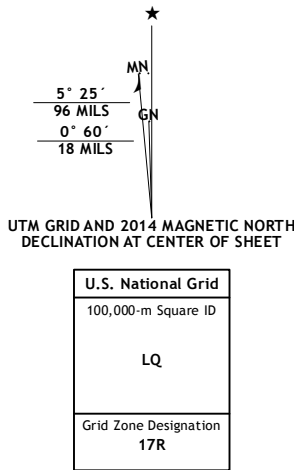 MN
GN
5° 25´
96 MILS
0° 60´
18 MILS
UTM GRID AND 2014 MAGNETIC NORTH
DECLINATION AT CENTER OF SHEET
U.S. National Grid
100,000-m Square ID
LQ
Grid Zone Designation
17R